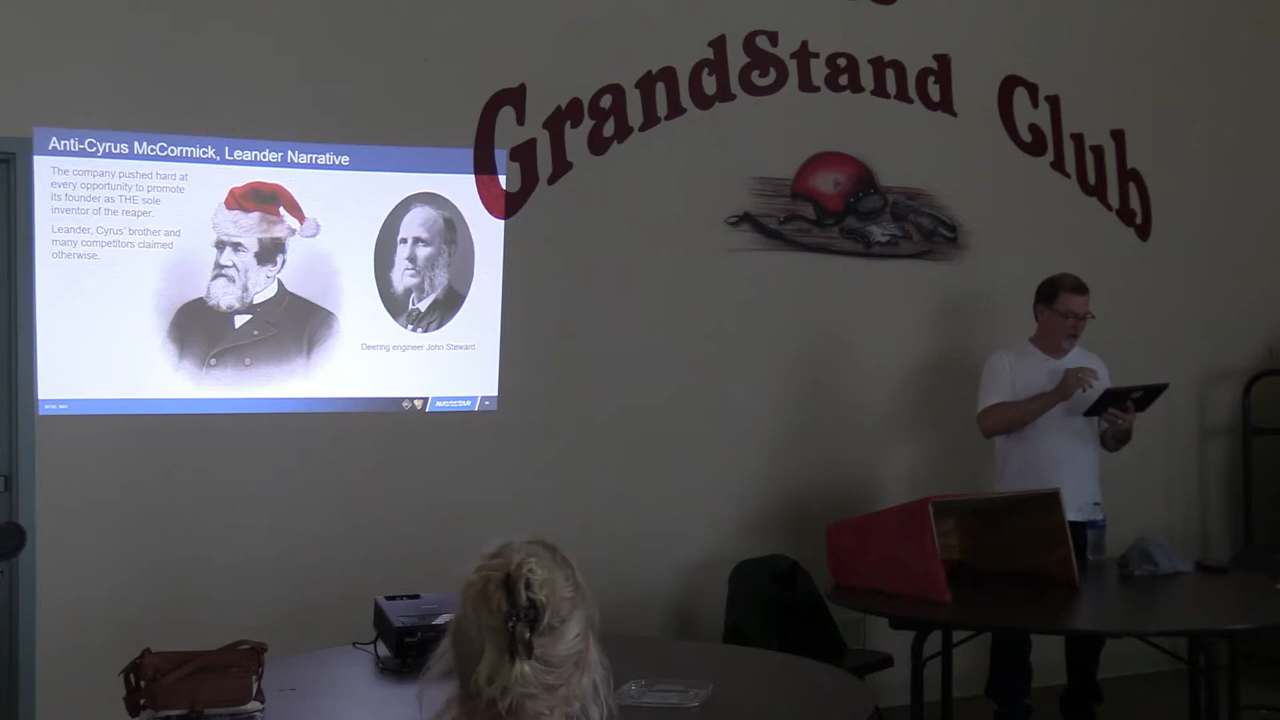 GrandStand Club
Anti-Cyrus McCormick, Leander Narrative
The company pushed hard at
every opportunity to promote
its founder as THE sole
inventor of the reaper.
Leander, Cyrus' brother and
many competitors claimed
otherwise.
Deering engineer John Steward
NAVISTAR